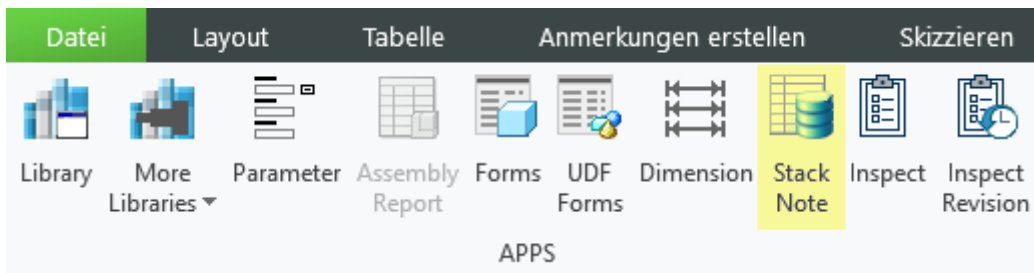 Datei Layout Tabelle Anmerkungen erstellen Skizzieren
Library More Libraries Parameter Assembly Report Forms UDF Forms Dimension Stack Note Inspect Inspect Revision
APPS